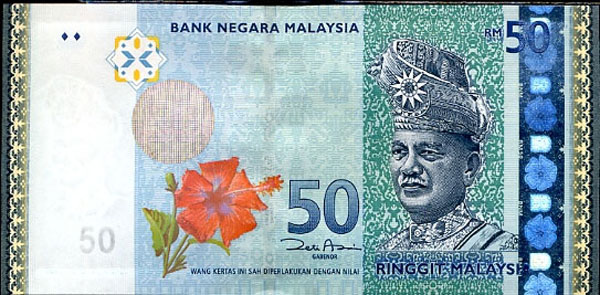 BANK NEGARA MALAYSIA
RM 50
50
50
GABENOR
WANG KERTAS INI SAH DIPERLAKUKAN DENGAN NILAI
RINGGIT MALAYSIA